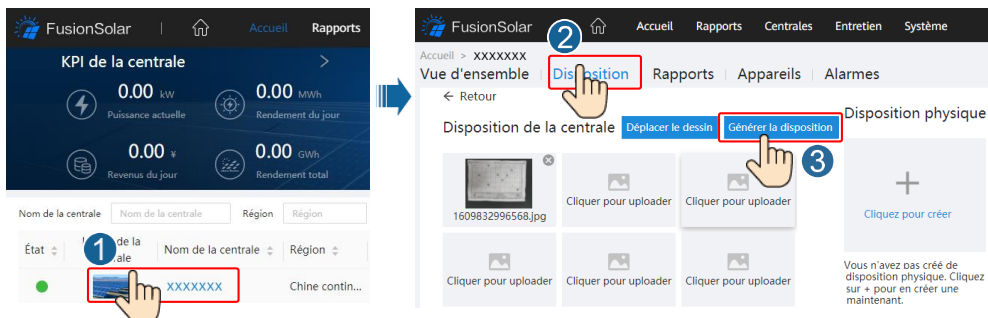 FusionSolar
Accueil
Rapports
KPI de la centrale
>
0.00 kW
Puissance actuelle
0.00 MWh
Rendement du jour
0.00 ¥
Revenus du jour
0.00 GWh
Rendement total
Nom de la centrale
Nom de la centrale
Région
Région
État
de la
rale
Nom de la centrale
Région
1
XXXXXXX
Chine contin...
FusionSolar
Accueil
Rapports
Centrales
Entretien
Système
2
Accueil > XXXXXXX
Vue d'ensemble
Disposition
Rapports
Appareils
Alarmes
← Retour
Disposition de la centrale
Déplacer le dessin
Générer la disposition
3
1609832996568.jpg
Cliquer pour uploader
Cliquer pour uploader
Cliquer pour uploader
Cliquer pour uploader
Cliquer pour uploader
Disposition physique
+
Cliquez pour créer
Vous n'avez pas créé de
disposition physique. Cliquez
sur + pour en créer une
maintenant.